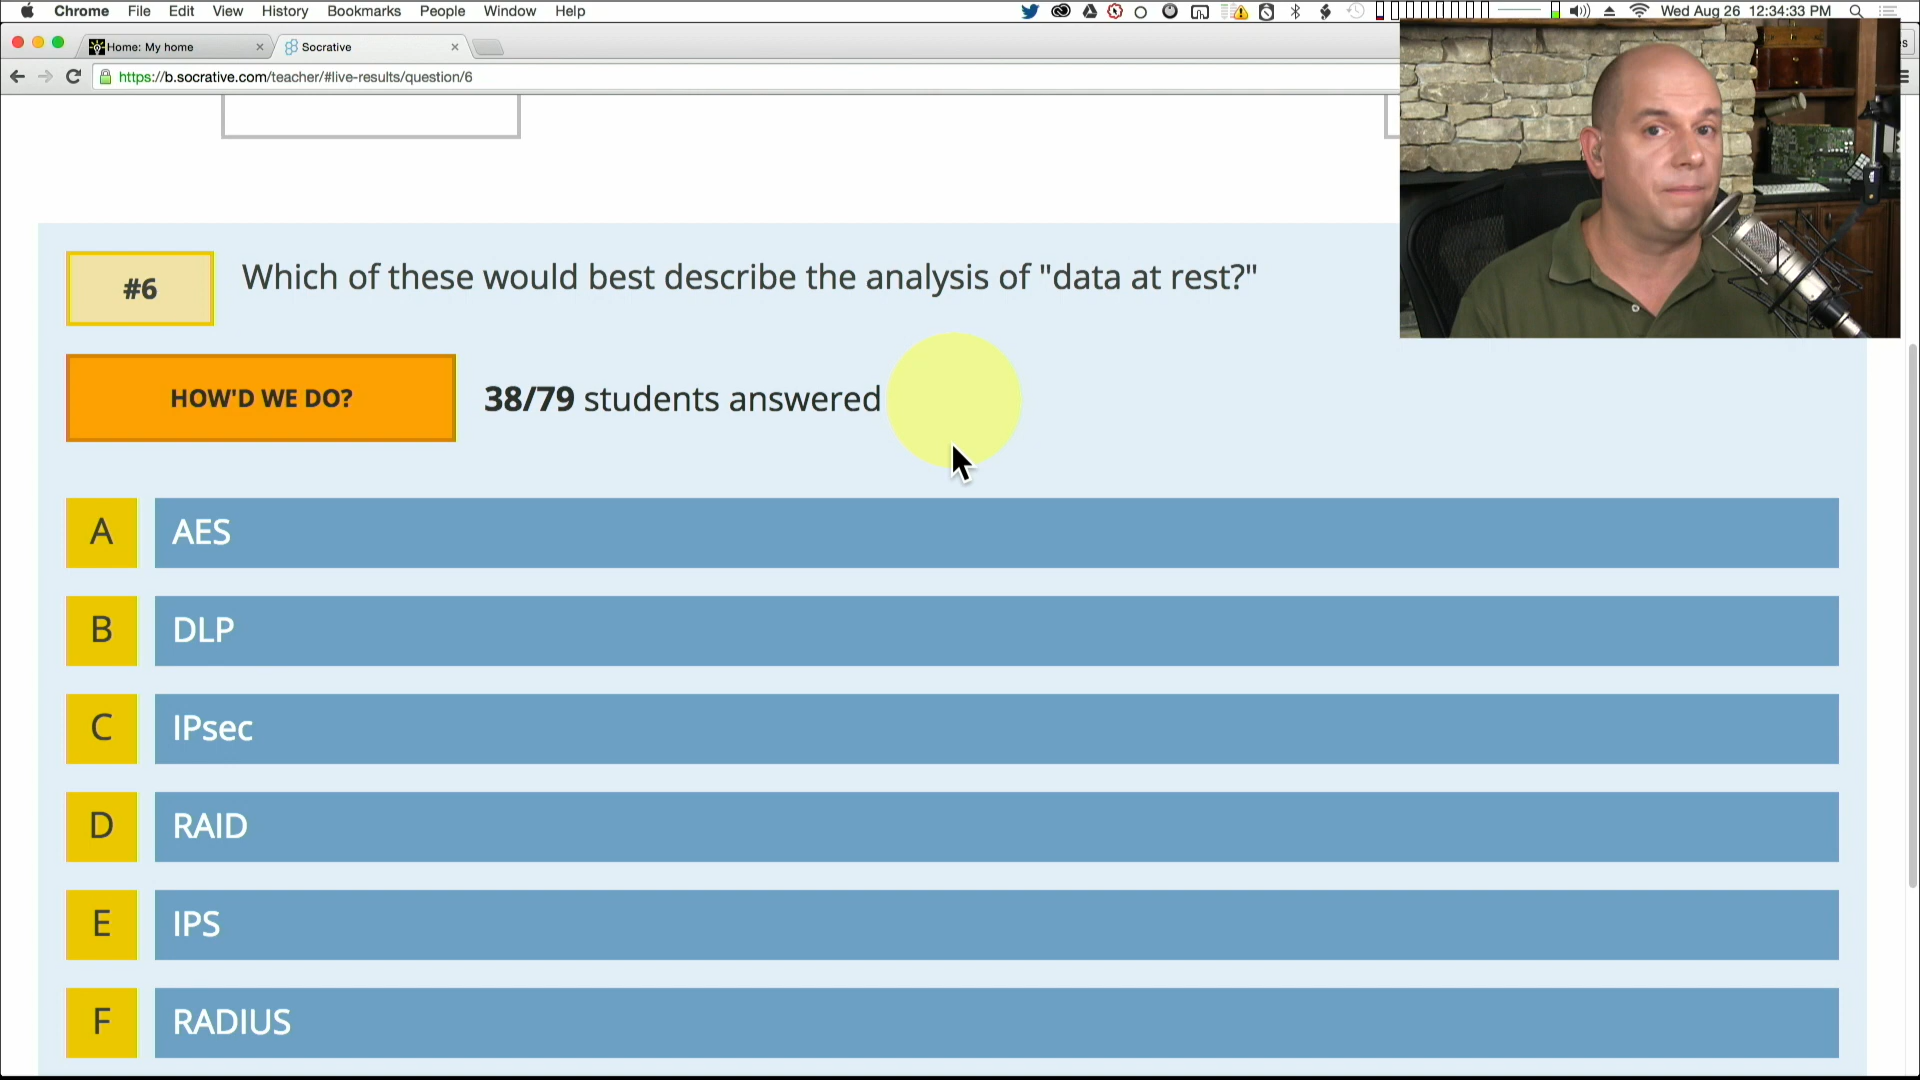 Chrome File Edit View History Bookmarks People Window Help Wed Aug 26 12:34:33 PM
Home: My home Socrative
https://b.socrative.com/teacher/#live-results/question/6
#6 Which of these would best describe the analysis of "data at rest?"
HOW'D WE DO? 38/79 students answered
A AES
B DLP
C IPsec
D RAID
E IPS
F RADIUS